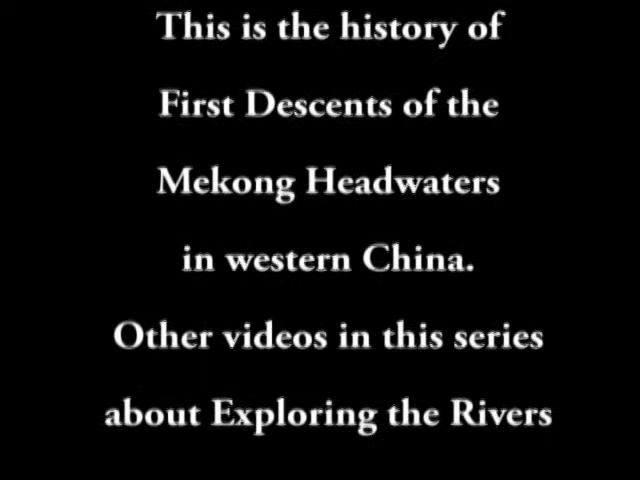 This is the history of
First Descents of the
Mekong Headwaters
in western China.
Other videos in this series
about Exploring the Rivers